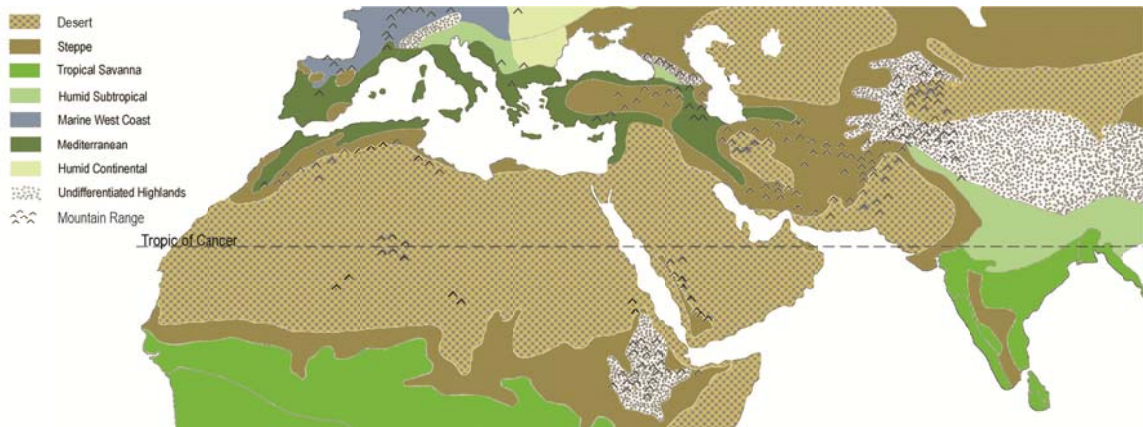 Desert
Steppe
Tropical Savanna
Humid Subtropical
Marine West Coast
Mediterranean
Humid Continental
Undifferentiated Highlands
Mountain Range
Tropic of Cancer